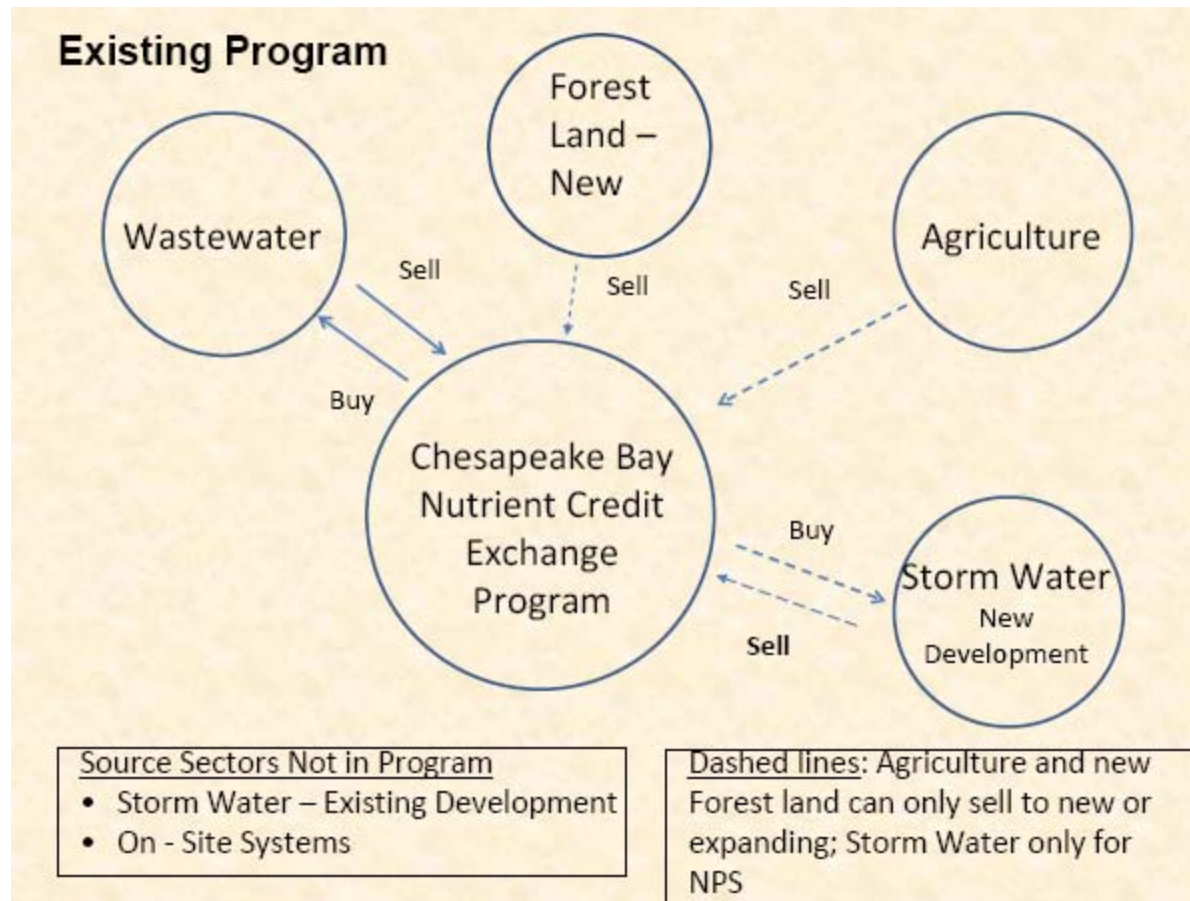 Existing Program
Forest
Land –
New
Wastewater
Agriculture
Sell
Sell
Sell
Buy
Chesapeake Bay
Nutrient Credit
Exchange
Program
Buy
Sell
Storm Water
New
Development
Source Sectors Not in Program
• Storm Water – Existing Development
• On - Site Systems
Dashed lines: Agriculture and new
Forest land can only sell to new or
expanding; Storm Water only for
NPS